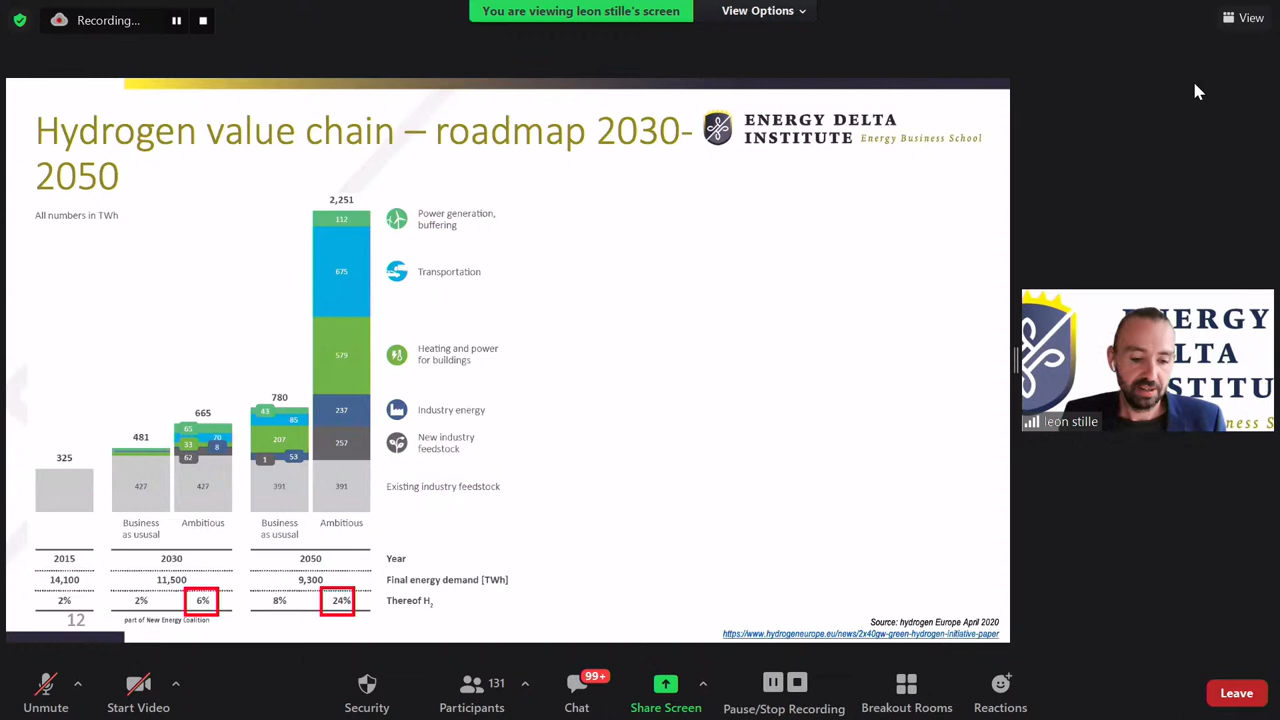 Recording...
You are viewing leon stille's screen
View Options
View
Hydrogen value chain – roadmap 2030-
2050
ENERGY DELTA
INSTITUTE Energy Business School
All numbers in TWh
2,251
112
675
579
237
257
391
Power generation,
buffering
Transportation
Heating and power
for buildings
Industry energy
New industry
feedstock
Existing industry feedstock
325
481
427
665
65
70
33
8
62
427
780
43
85
207
1
53
391
Business
as ususal
Ambitious
Business
as ususal
Ambitious
2015 2030 2050 Year
14,100 11,500 9,300 Final energy demand [TWh]
2% 2% 6% 8% 24% Thereof H2
12
part of New Energy Coalition
Source: hydrogen Europe April 2020
https://www.hydrogeneurope.eu/news/2x40gw-green-hydrogen-initiative-paper
ERGY
LTA
STITU
leon stille
Unmute
Start Video
Security
131
Participants
99+
Chat
Share Screen
Pause/Stop Recording
Breakout Rooms
Reactions
Leave